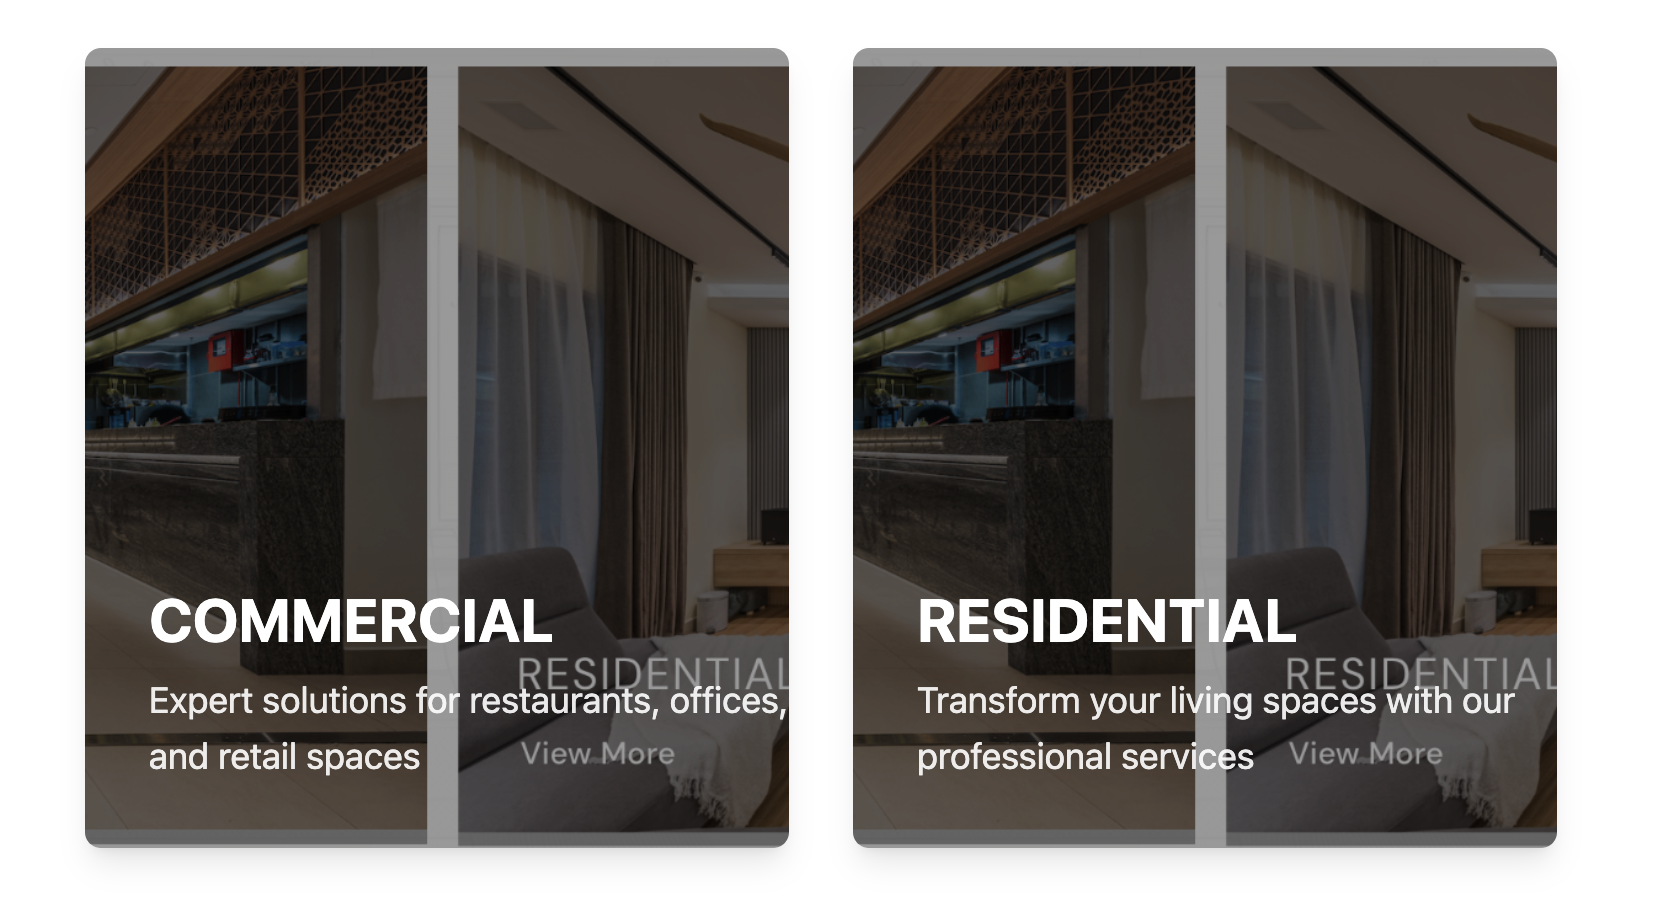 COMMERCIAL
RESIDENTIAL
Expert solutions for restaurants, offices,
View More
and retail spaces
RESIDENTIAL
RESIDENTIAL
Transform your living spaces with our
View More
professional services